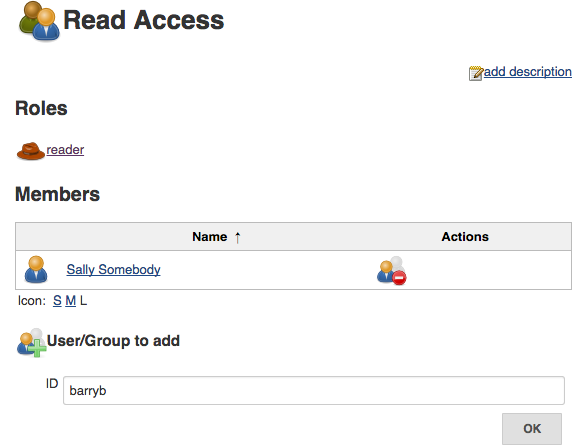 Read Access
add description
Roles
reader
Members
Name ↑ Actions
Sally Somebody
Icon: S M L
User/Group to add
ID barryb
OK